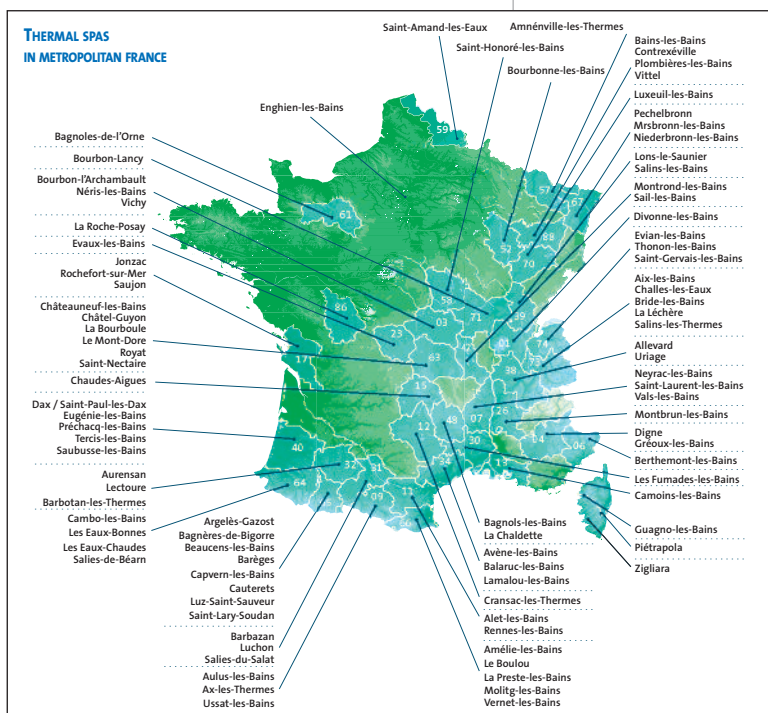 THERMAL SPAS
IN METROPOLITAN FRANCE
Saint-Amand-les-Eaux
Saint-Honoré-les-Bains
Amnénville-les-Thermes
Bourbonne-les-Bains
Enghien-les-Bains
Bagnoles-de-l'Orne
Bourbon-Lancy
Bourbon-l'Archambault
Néris-les-Bains
Vichy
La Roche-Posay
Evaux-les-Bains
Jonzac
Rochefort-sur-Mer
Saujon
Châteauneuf-les-Bains
Châtel-Guyon
La Bourboule
Le Mont-Dore
Royat
Saint-Nectaire
Chaudes-Aigues
Dax / Saint-Paul-les-Dax
Eugénie-les-Bains
Préchacq-les-Bains
Tercis-les-Bains
Saubusse-les-Bains
Aurensan
Lectoure
Barbotan-les-Thermes
Cambo-les-Bains
Les Eaux-Bonnes
Les Eaux-Chaudes
Salies-de-Béarn
Argelès-Gazost
Bagnères-de-Bigorre
Beaucens-les-Bains
Barèges
Capvern-les-Bains
Cauterets
Luz-Saint-Sauveur
Saint-Lary-Soudan
Barbazan
Luchon
Salies-du-Salat
Aulus-les-Bains
Ax-les-Thermes
Ussat-les-Bains
Bains-les-Bains
Contrexéville
Plombières-les-Bains
Vittel
Luxeuil-les-Bains
Pechelbronn
Mrsbronn-les-Bains
Niederbronn-les-Bains
Lons-le-Saunier
Salins-les-Bains
Montrond-les-Bains
Sail-les-Bains
Divonne-les-Bains
Evian-les-Bains
Thonon-les-Bains
Saint-Gervais-les-Bains
Aix-les-Bains
Challes-les-Eaux
Bride-les-Bains
La Léchère
Salins-les-Thermes
Allevard
Uriage
Neyrac-les-Bains
Saint-Laurent-les-Bains
Vals-les-Bains
Montbrun-les-Bains
Digne
Gréoux-les-Bains
Berthemont-les-Bains
Les Fumades-les-Bains
Camoins-les-Bains
Guagno-les-Bains
Piétrapola
Zigliara
Bagnols-les-Bains
La Chaldette
Avène-les-Bains
Balaruc-les-Bains
Lamalou-les-Bains
Cransac-les-Thermes
Alet-les-Bains
Rennes-les-Bains
Amélie-les-Bains
Le Boulou
La Preste-les-Bains
Molitg-les-Bains
Vernet-les-Bains
59
57
67
61
88
52
70
58
86
03
71
39
23
01
74
63
42
73
38
17
15
26
48
07
12
04
06
40
30
32
31
34
13
64
09
66